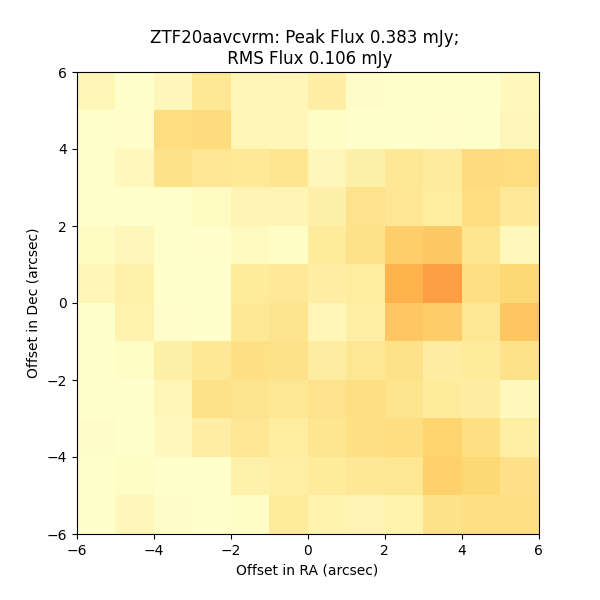 ZTF20aavcvrm: Peak Flux 0.383 mJy;
RMS Flux 0.106 mJy
6
4
2
0
−2
−4
−6
Offset in Dec (arcsec)
−6 −4 −2 0 2 4 6
Offset in RA (arcsec)